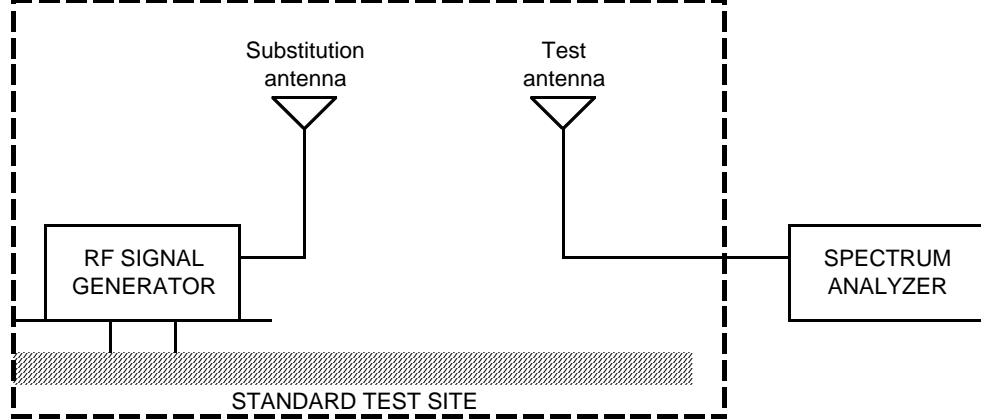 Substitution
antenna
Test
antenna
RF SIGNAL
GENERATOR
SPECTRUM
ANALYZER
STANDARD TEST SITE